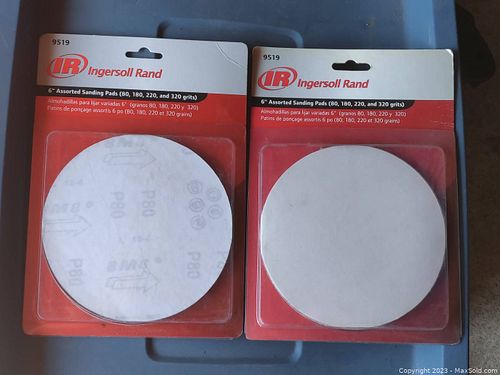 9519
IR Ingersoll Rand
6" Assorted Sanding Pads (80, 180, 220, and 320 grits)
Almohadillas para lijar variadas 6" (granos 80, 180, 220 y 320)
Patins de ponçage assortis 6 po (80, 180, 220 et 320 grains)
P80
P80
P80
9519
IR Ingersoll Rand
6" Assorted Sanding Pads (80, 180, 220, and 320 grits)
Almohadillas para lijar variadas 6" (granos 80, 180, 220 y 320)
Patins de ponçage assortis 6 po (80, 180, 220 et 320 grains)
Copyright 2023 - MaxSold.com